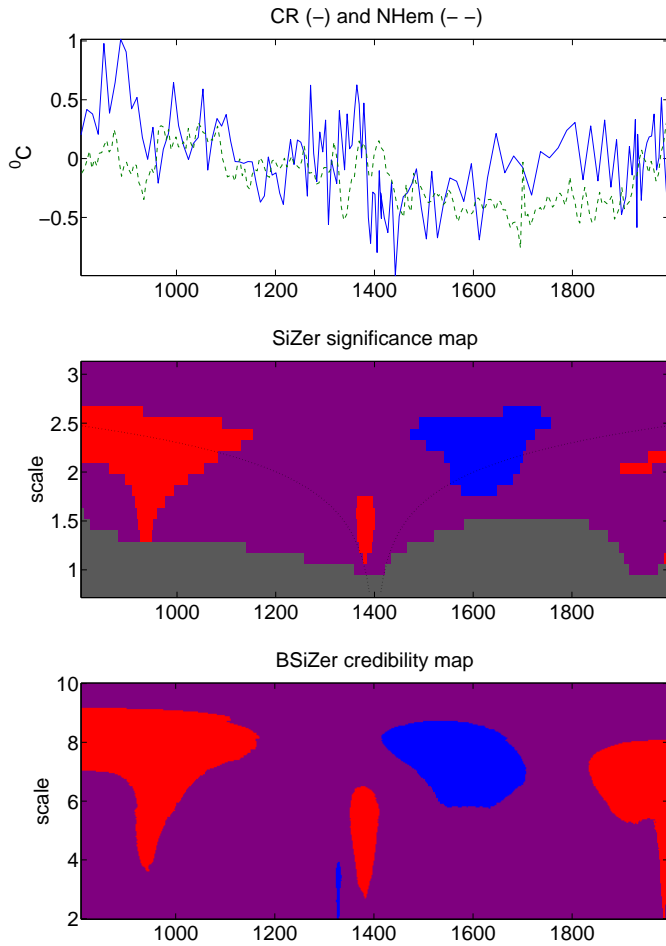 CR (−) and NHem (− −)
1
0.5
0
−0.5
⁰C
1000 1200 1400 1600 1800
SiZer significance map
3
2.5
2
1.5
1
scale
1000 1200 1400 1600 1800
BSiZer credibility map
10
8
6
4
2
scale
1000 1200 1400 1600 1800